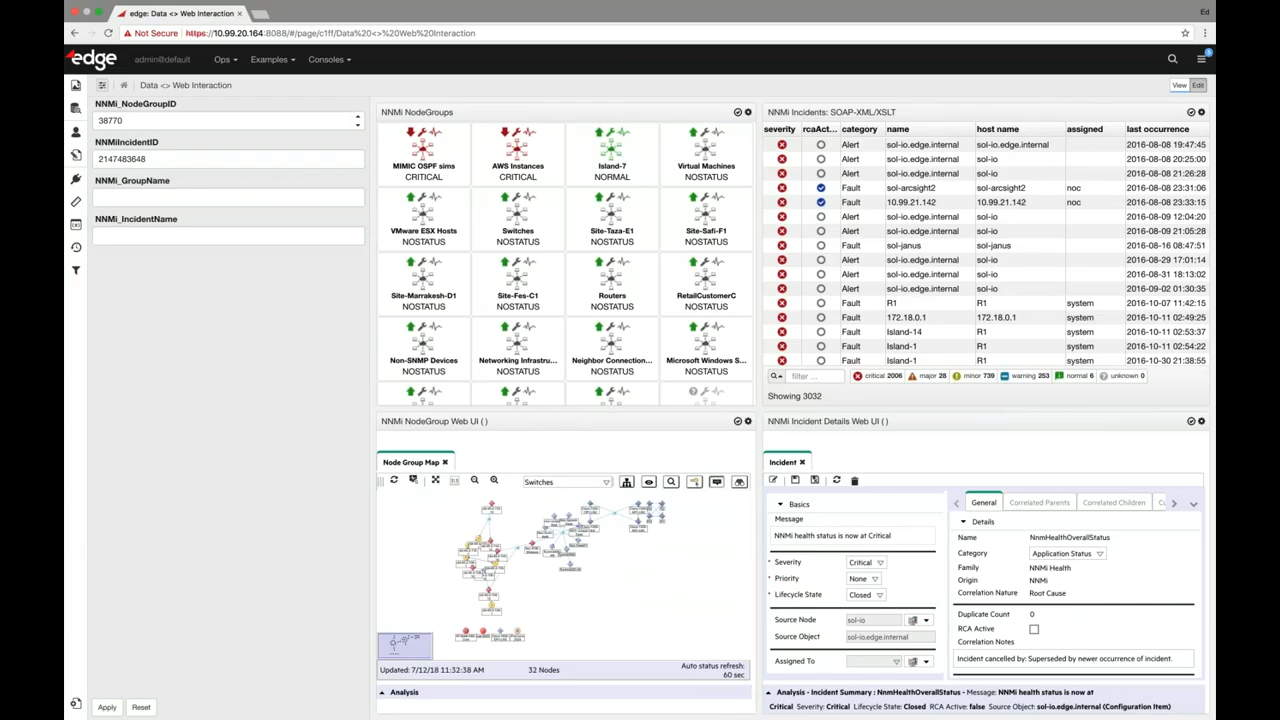 edge: Data <> Web Interaction
Ed
Not Secure https://10.99.20.164:8088/#/page/c1ff/Data%20<>%20Web%20Interaction
edge admin@default Ops Examples Consoles
5
Data <> Web Interaction
View Edit
NNMi_NodeGroupID
38770
NNMiIncidentID
2147483648
NNMi_GroupName
NNMi_IncidentName
Apply Reset
NNMi NodeGroups
MIMIC OSPF sims AWS Instances Island-7 Virtual Machines
CRITICAL CRITICAL NORMAL NOSTATUS
VMware ESX Hosts Switches Site-Taza-E1 Site-Safi-F1
NOSTATUS NOSTATUS NOSTATUS NOSTATUS
Site-Marrakesh-D1 Site-Fes-C1 Routers RetailCustomerC
NOSTATUS NOSTATUS NOSTATUS NOSTATUS
Non-SNMP Devices Networking Infrastru... Neighbor Connection... Microsoft Windows S...
NOSTATUS NOSTATUS NOSTATUS NOSTATUS
NNMi Incidents: SOAP-XML/XSLT
severity rcaAct... category name host name assigned last occurrence
Alert sol-io.edge.internal sol-io.edge.internal 2016-08-08 19:47:45
Alert sol-io.edge.internal sol-io 2016-08-08 20:25:00
Alert sol-io.edge.internal sol-io 2016-08-08 21:26:28
Fault sol-arcsight2 sol-arcsight2 noc 2016-08-08 23:31:06
Fault 10.99.21.142 10.99.21.142 noc 2016-08-08 23:33:15
Alert sol-io.edge.internal sol-io 2016-08-09 12:04:20
Alert sol-io.edge.internal sol-io 2016-08-09 21:05:28
Fault sol-janus sol-janus 2016-08-16 08:47:51
Alert sol-io.edge.internal sol-io 2016-08-29 17:01:14
Alert sol-io.edge.internal sol-io 2016-08-31 18:13:02
Alert sol-io.edge.internal sol-io 2016-09-02 01:30:35
Fault R1 R1 system 2016-10-07 11:42:15
Fault 172.18.0.1 172.18.0.1 system 2016-10-11 02:49:25
Fault Island-14 R1 system 2016-10-11 02:53:37
Fault Island-1 R1 system 2016-10-11 02:54:22
Fault Island-1 R1 system 2016-10-30 21:38:55
filter ... critical 2006 major 28 minor 739 warning 253 normal 6 unknown 0
Showing 3032
NNMi NodeGroup Web UI ( )
Node Group Map
Switches
Updated: 7/12/18 11:32:38 AM 32 Nodes Auto status refresh:
60 sec
Analysis
NNMi Incident Details Web UI ( )
Incident
Basics
Message
NNMi health status is now at Critical
* Severity Critical
* Priority None
* Lifecycle State Closed
Source Node sol-io
Source Object sol-io.edge.internal
Assigned To
General Correlated Parents Correlated Children
Details
Name NnmHealthOverallStatus
Category Application Status
Family NNMi Health
Origin NNMi
Correlation Nature Root Cause
Duplicate Count 0
RCA Active
Correlation Notes
Incident cancelled by: Superseded by newer occurrence of incident.
Analysis - Incident Summary : NnmHealthOverallStatus - Message: NNMi health status is now at
Critical Severity: Critical Lifecycle State: Closed RCA Active: false Source Object: sol-io.edge.internal (Configuration Item)